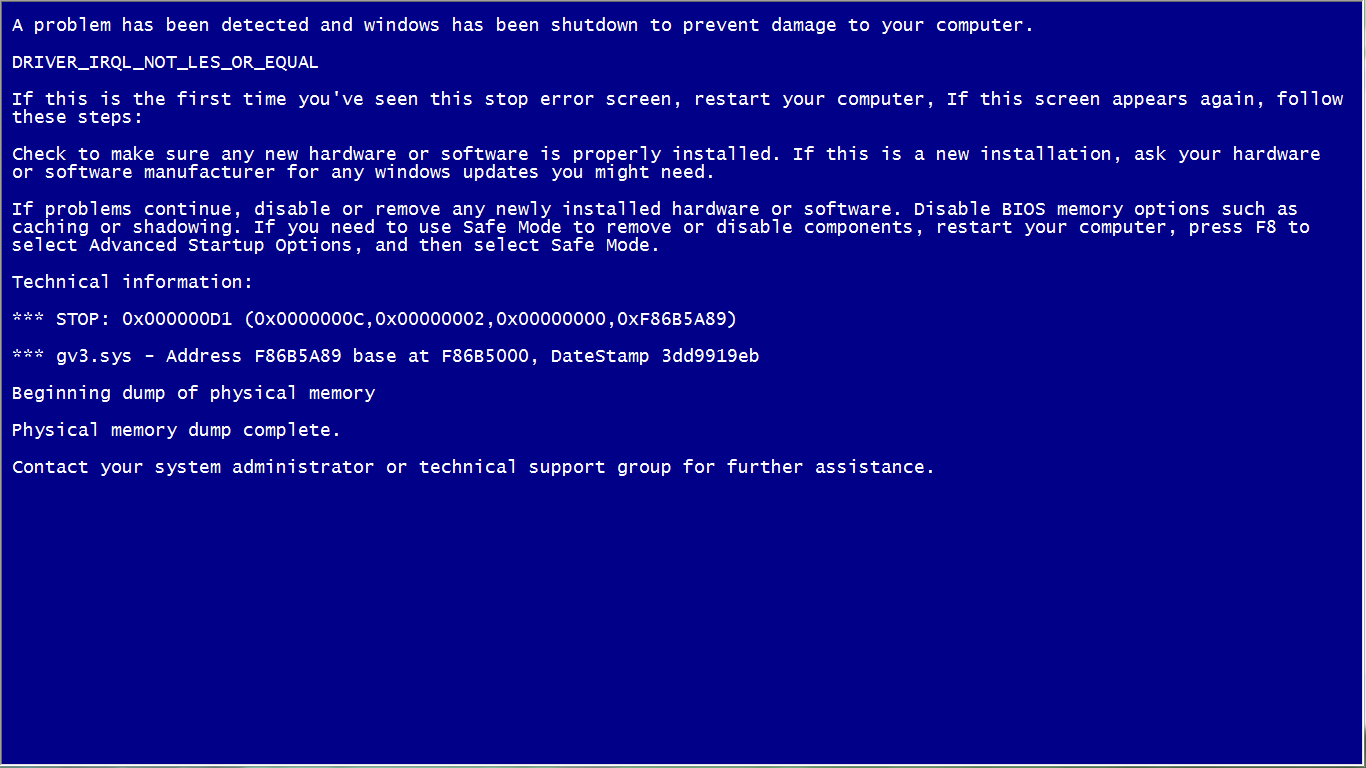 A problem has been detected and windows has been shutdown to prevent damage to your computer.
DRIVER_IRQL_NOT_LES_OR_EQUAL
If this is the first time you've seen this stop error screen, restart your computer, If this screen appears again, follow
these steps:
Check to make sure any new hardware or software is properly installed. If this is a new installation, ask your hardware
or software manufacturer for any windows updates you might need.
If problems continue, disable or remove any newly installed hardware or software. Disable BIOS memory options such as
caching or shadowing. If you need to use Safe Mode to remove or disable components, restart your computer, press F8 to
select Advanced Startup Options, and then select Safe Mode.
Technical information:
*** STOP: 0x000000D1 (0x0000000C,0x00000002,0x00000000,0xF86B5A89)
*** gv3.sys - Address F86B5A89 base at F86B5000, DateStamp 3dd9919eb
Beginning dump of physical memory
Physical memory dump complete.
Contact your system administrator or technical support group for further assistance.